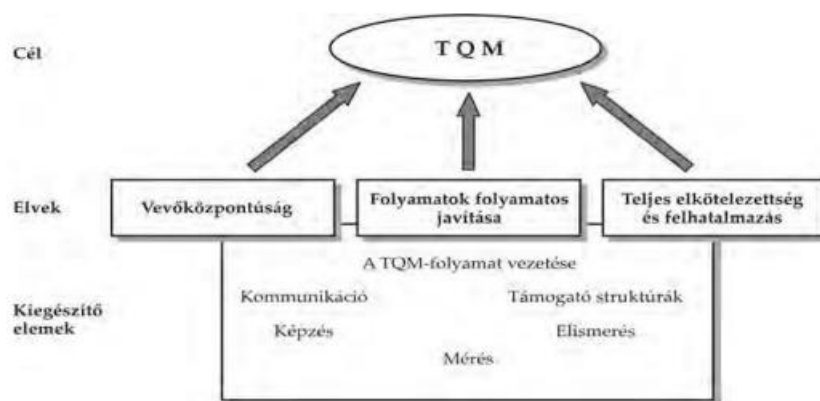 Cél
TQM
Elvek
Vevőközpontúság
Folyamatok folyamatos
javítása
Teljes elkötelezettség
és felhatalmazás
A TQM-folyamat vezetése
Kiegészítő
elemek
Kommunikáció
Támogató struktúrák
Képzés
Elismerés
Mérés